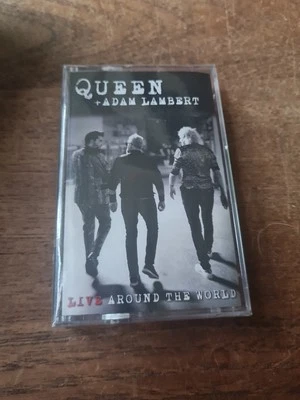 QUEEN
+ ADAM LAMBERT
LIVE AROUND THE WORLD